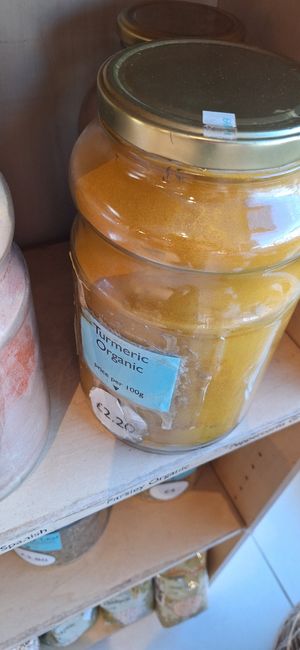 Turmeric
Organic
price per 100g
£2.20
Parsley Organic
Spanish